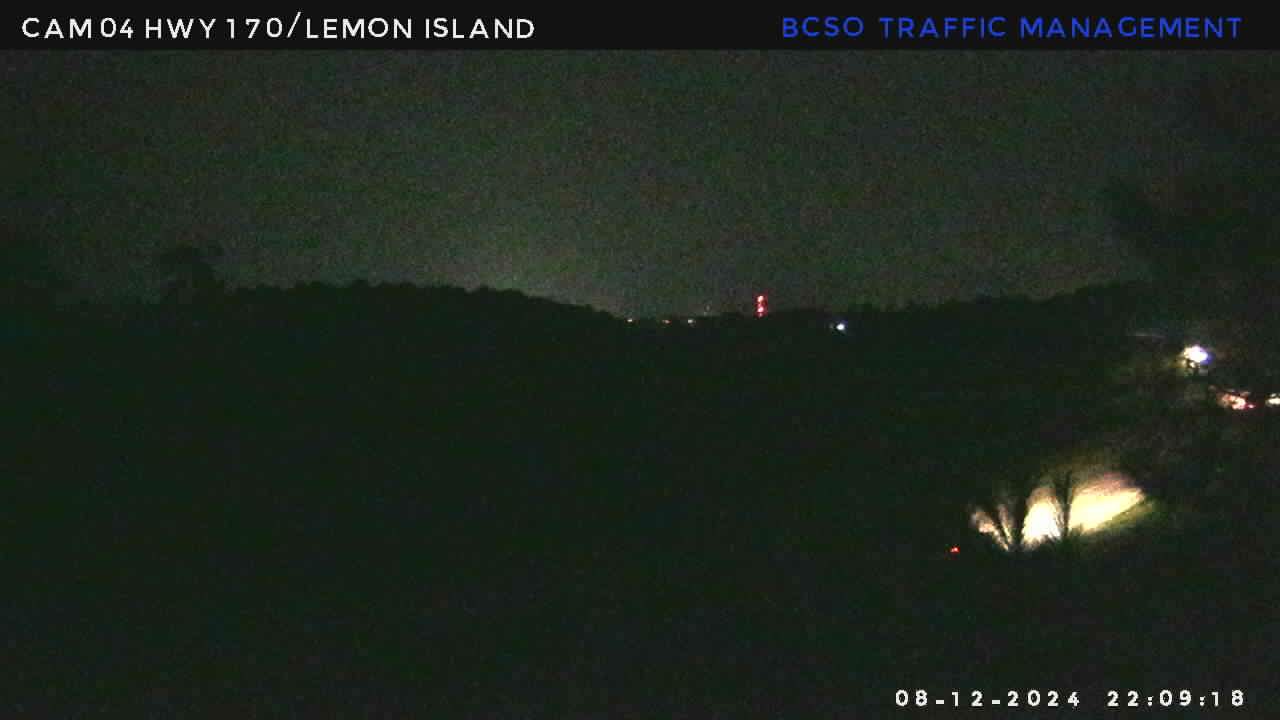 CAM04 HWY 170/LEMON ISLAND
BCSO TRAFFIC MANAGEMENT
08-12-2024 22:09:18